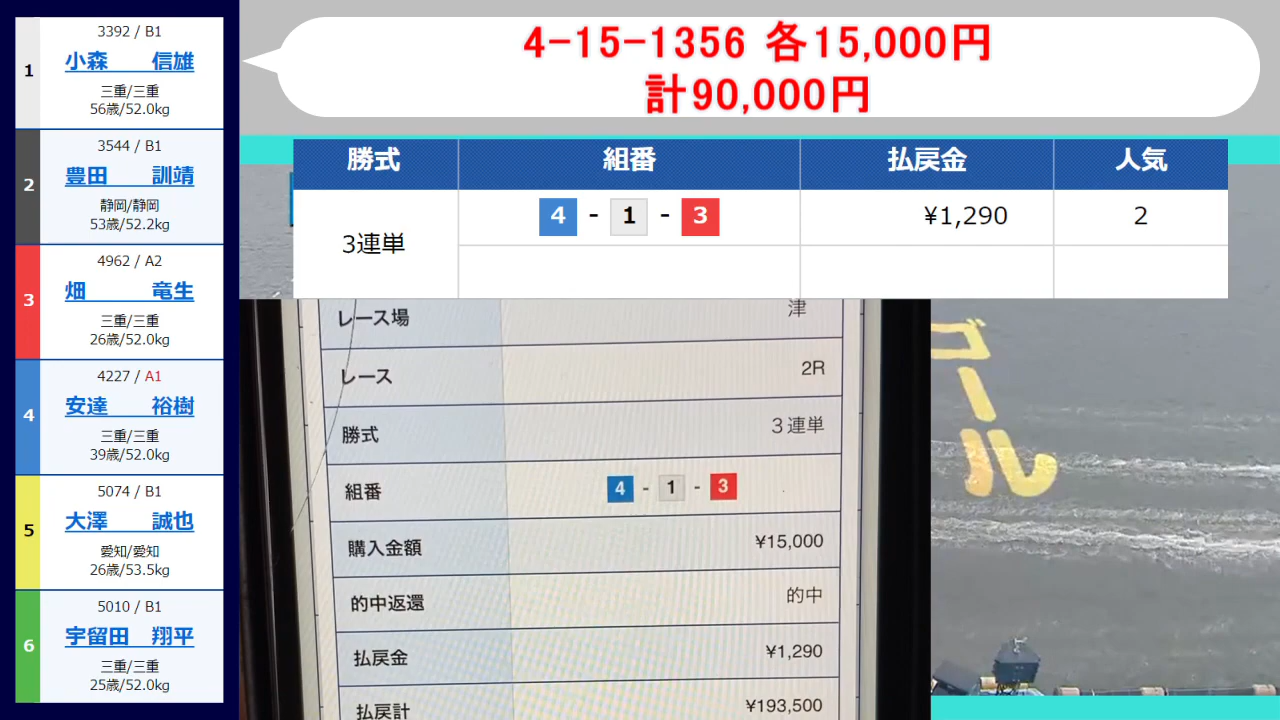 4-15-1356 各15,000円
計90,000円
1
3392 / B1
小森 信雄
三重/三重
56歳/52.0kg
2
3544 / B1
豊田 訓靖
静岡/静岡
53歳/52.2kg
3
4962 / A2
畑 竜生
三重/三重
26歳/52.0kg
4
4227 / A1
安達 裕樹
三重/三重
39歳/52.0kg
5
5074 / B1
大澤 誠也
愛知/愛知
26歳/53.5kg
6
5010 / B1
宇留田 翔平
三重/三重
25歳/52.0kg
勝式 組番 払戻金 人気
3連単 4 - 1 - 3 ¥1,290 2
レース場 津
レース 2R
勝式 3連単
組番 4 - 1 - 3
購入金額 ¥15,000
的中返還 的中
払戻金 ¥1,290
払戻計 ¥193,500
ゴール